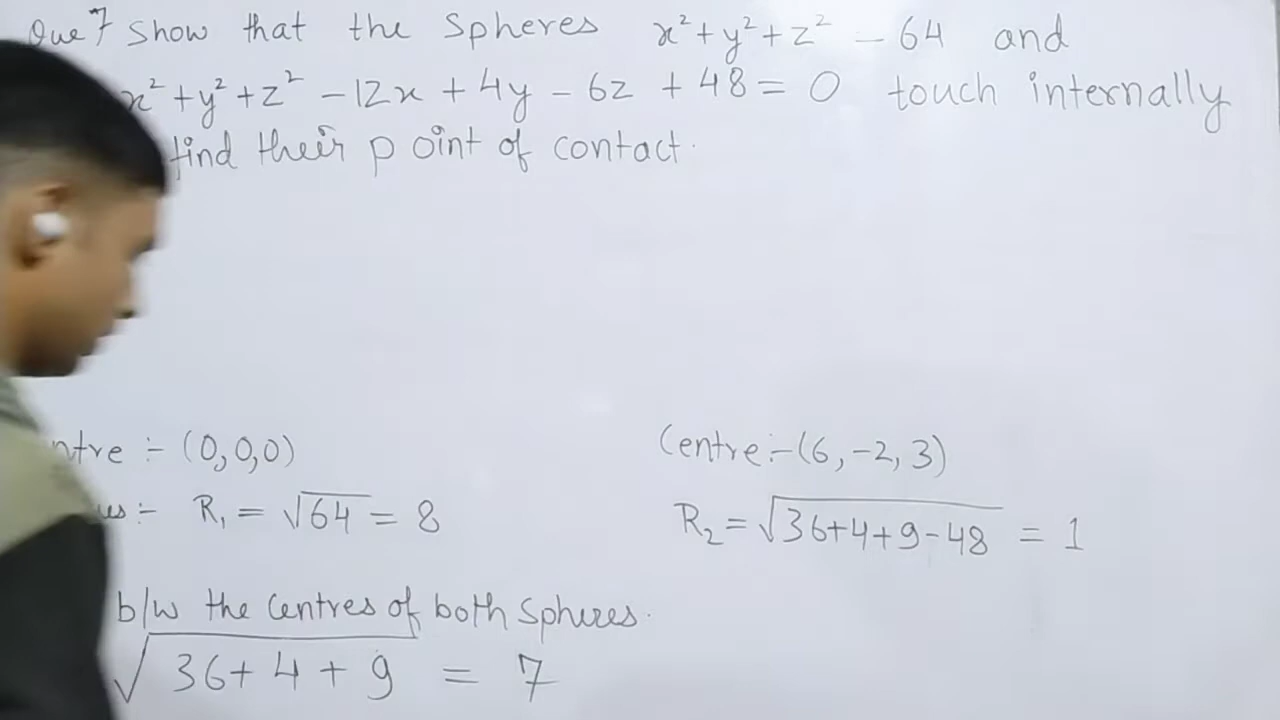 Que 7 Show that the Spheres x² + y² + z² - 64 and
x² + y² + z² - 12x + 4y - 6z + 48 = 0 touch internally
find their point of contact.
ntre :- (0,0,0)
Centre :- (6, -2, 3)
us :- R₁ = √64 = 8
R₂ = √36+4+9-48 = 1
b/w the Centres of both Spheres.
√36+ 4 + 9 = 7